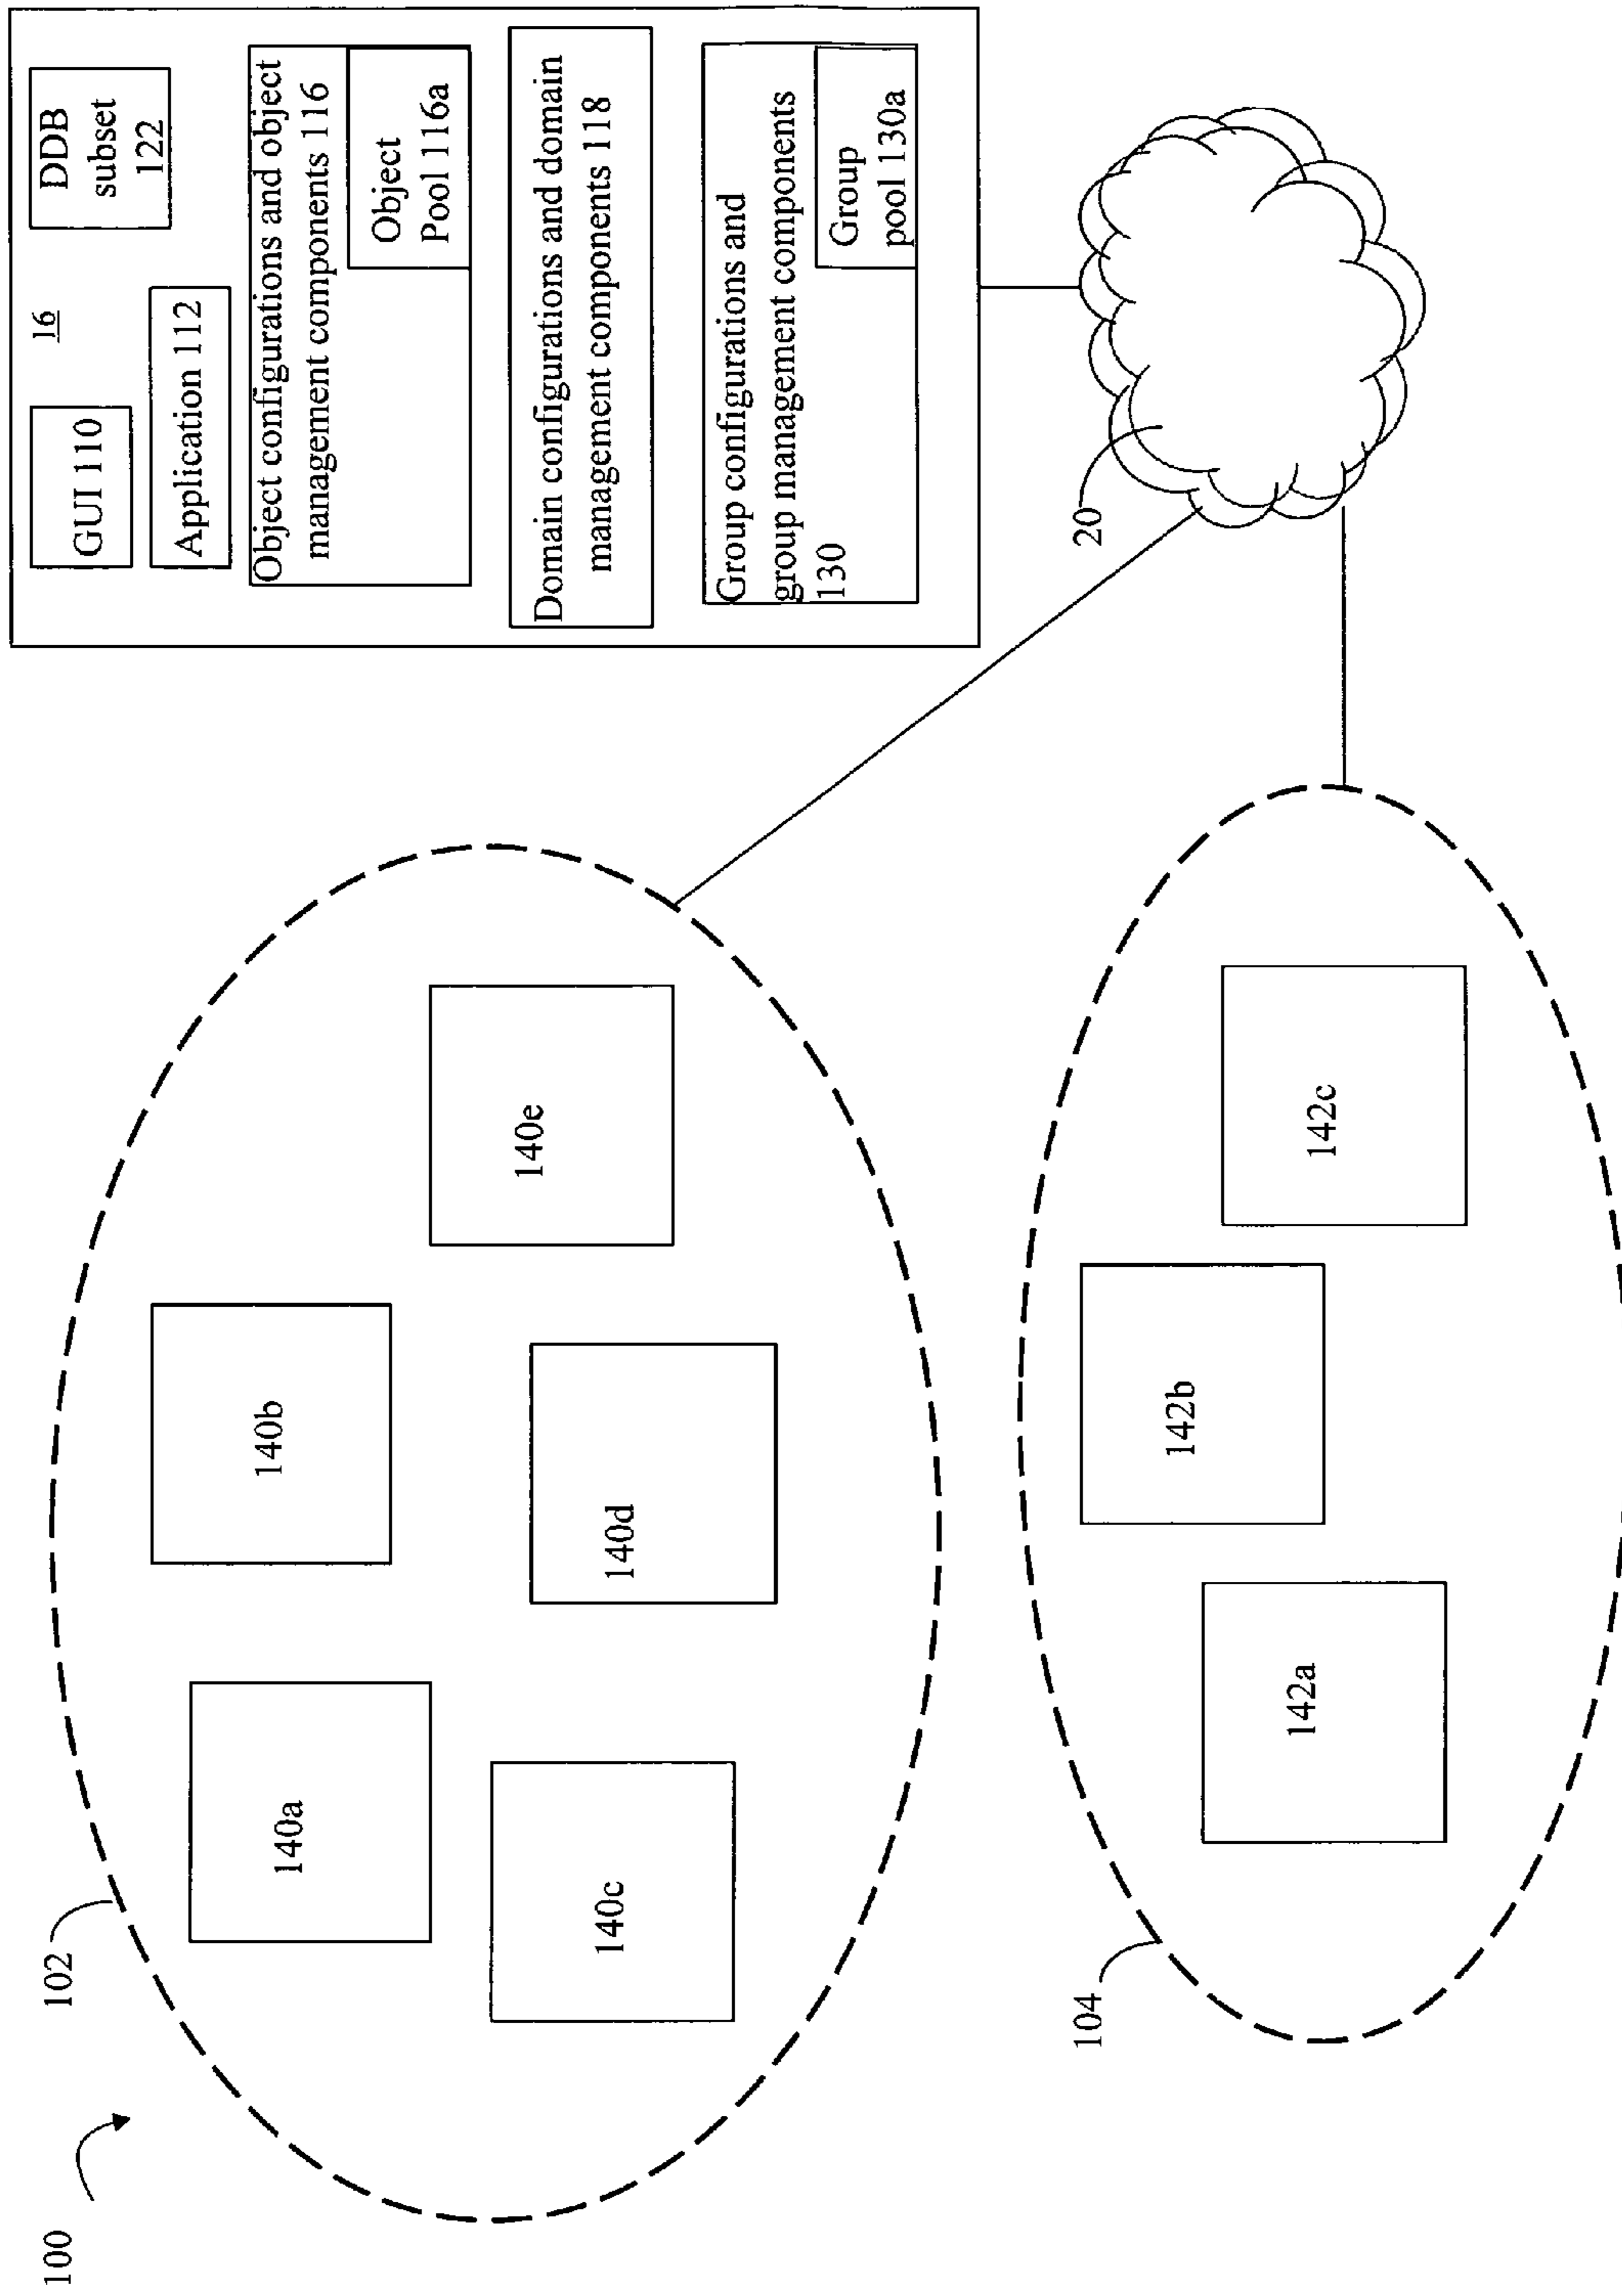 100
102
140a
140b
140c
140d
140e
104
142a
142b
142c
20
16
GUI 110
DDB
subset
122
Application 112
Object configurations and object
management components 116
Object
Pool 116a
Domain configurations and domain
management components 118
Group configurations and
group management components
130
Group
pool 130a